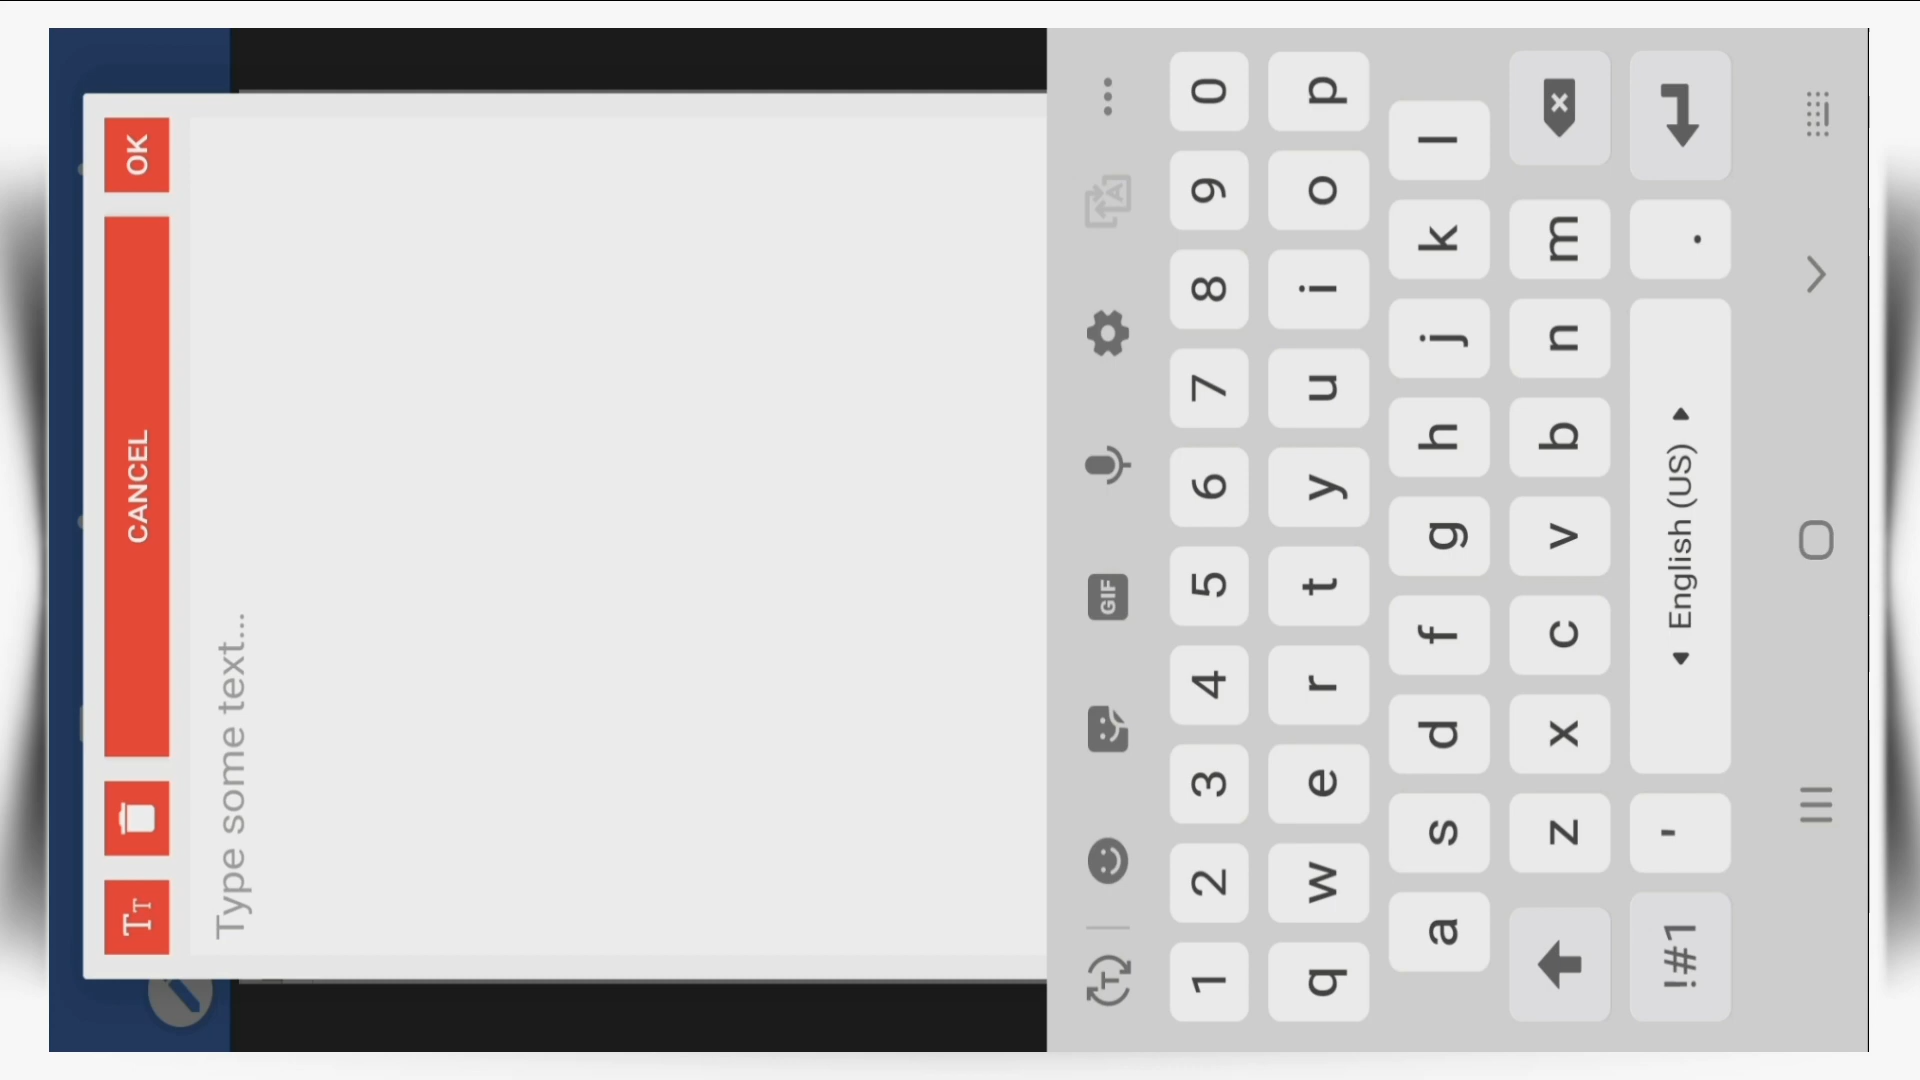 Tт CANCEL OK
Type some text...
T GIF A
1 2 3 4 5 6 7 8 9 0
q w e r t y u i o p
a s d f g h j k l
z x c v b n m
!#1 ' English (US) .